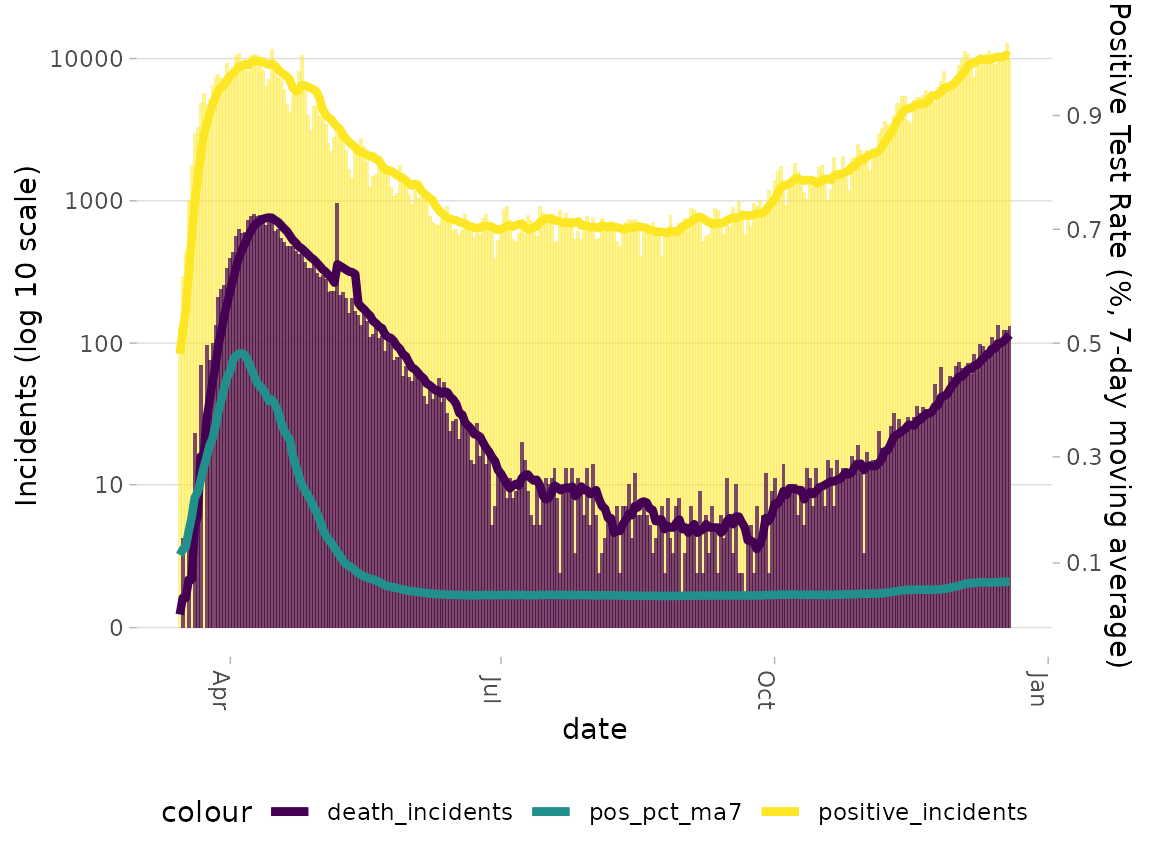 Incidents (log 10 scale)
10000
1000
100
10
0
0.9
0.7
0.5
0.3
0.1
Positive Test Rate (%, 7-day moving average)
Apr
Jul
Oct
Jan
date
colour death_incidents pos_pct_ma7 positive_incidents